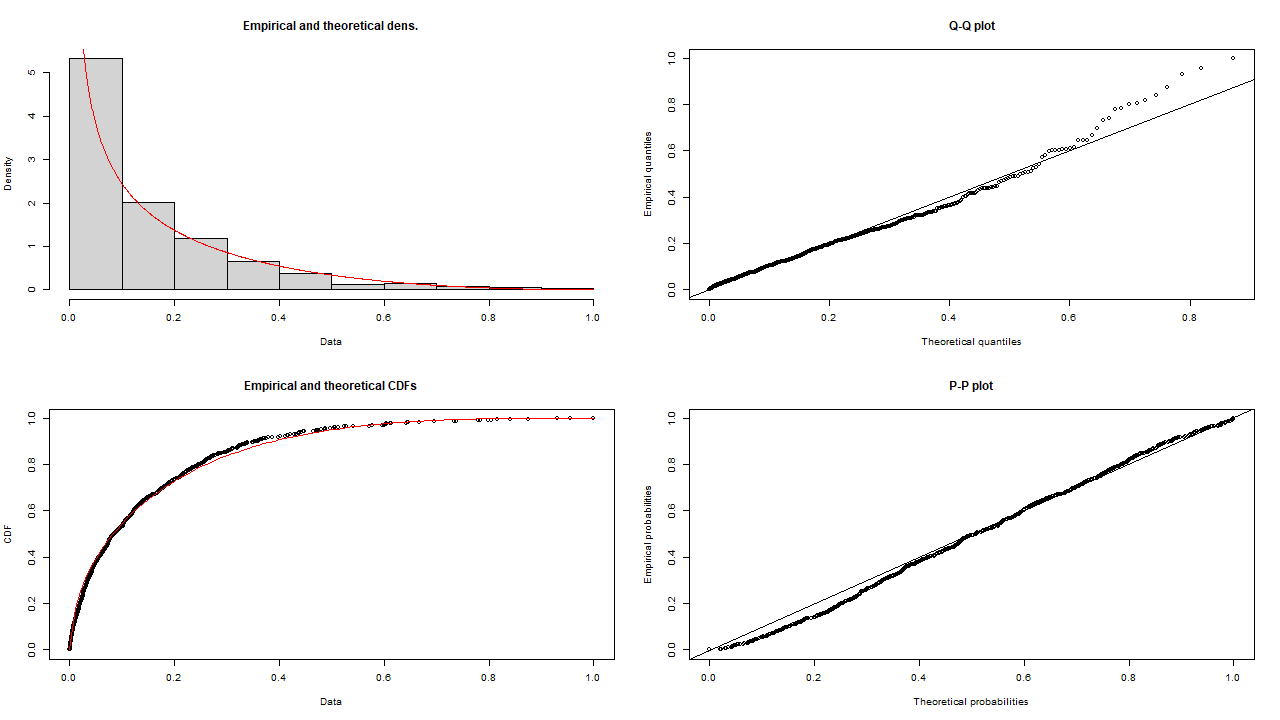 Empirical and theoretical dens.
Density
0 1 2 3 4 5
0.0 0.2 0.4 0.6 0.8 1.0
Data
Q-Q plot
Empirical quantiles
0.0 0.2 0.4 0.6 0.8 1.0
0.0 0.2 0.4 0.6 0.8
Theoretical quantiles
Empirical and theoretical CDFs
CDF
0.0 0.2 0.4 0.6 0.8 1.0
0.0 0.2 0.4 0.6 0.8 1.0
Data
P-P plot
Empirical probabilities
0.0 0.2 0.4 0.6 0.8 1.0
0.0 0.2 0.4 0.6 0.8 1.0
Theoretical probabilities